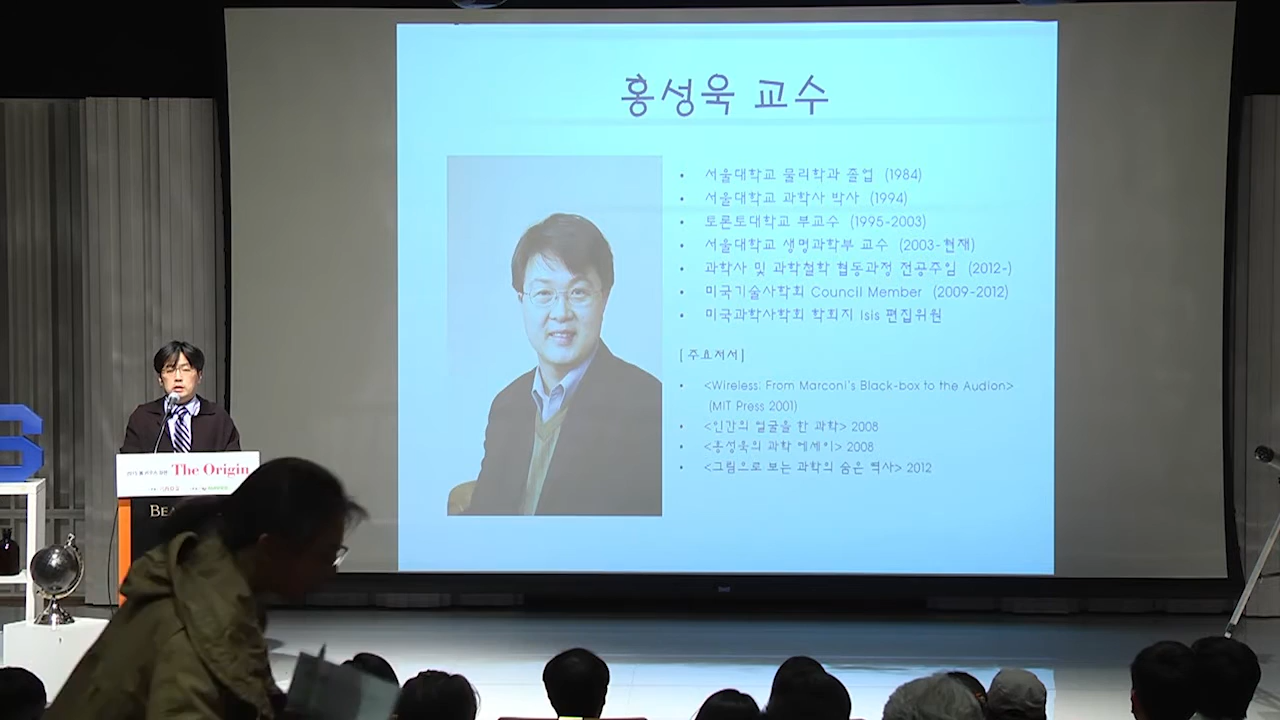 홍성욱 교수
• 서울대학교 물리학과 졸업 (1984)
• 서울대학교 과학사 박사 (1994)
• 토론토대학교 부교수 (1995-2003)
• 서울대학교 생명과학부 교수 (2003-현재)
• 과학사 및 과학철학 협동과정 전공주임 (2012-)
• 미국기술사학회 Council Member (2009-2012)
• 미국과학사학회 학회지 Isis 편집위원
[주요저서]
• <Wireless: From Marconi's Black-box to the Audion>
(MIT Press 2001)
• <인간의 얼굴을 한 과학> 2008
• <홍성욱의 과학 에세이> 2008
• <그림으로 보는 과학의 숨은 역사> 2012
The Origin
BEA
S